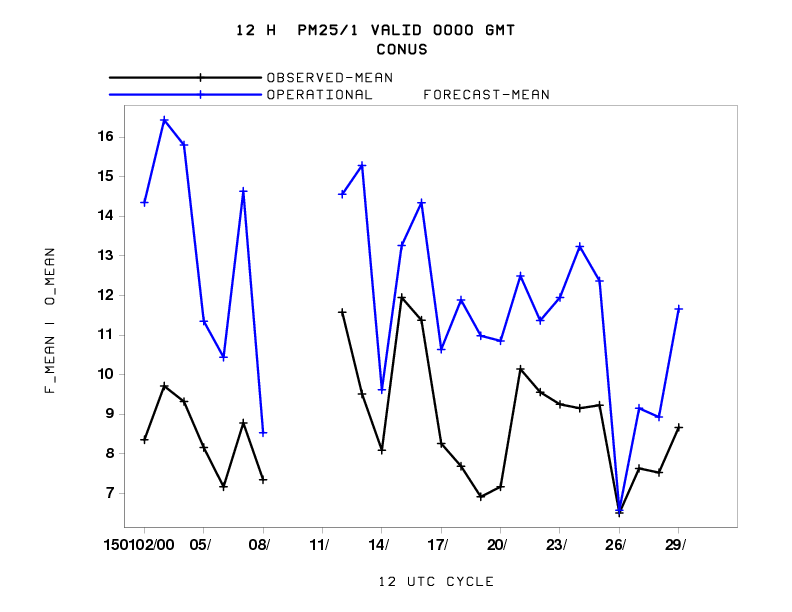 12 H PM25/1 VALID 0000 GMT
CONUS
OBSERVED-MEAN
OPERATIONAL FORECAST-MEAN
16
15
14
13
12
11
10
9
8
7
F_MEAN | O_MEAN
150102/00 05/ 08/ 11/ 14/ 17/ 20/ 23/ 26/ 29/
12 UTC CYCLE